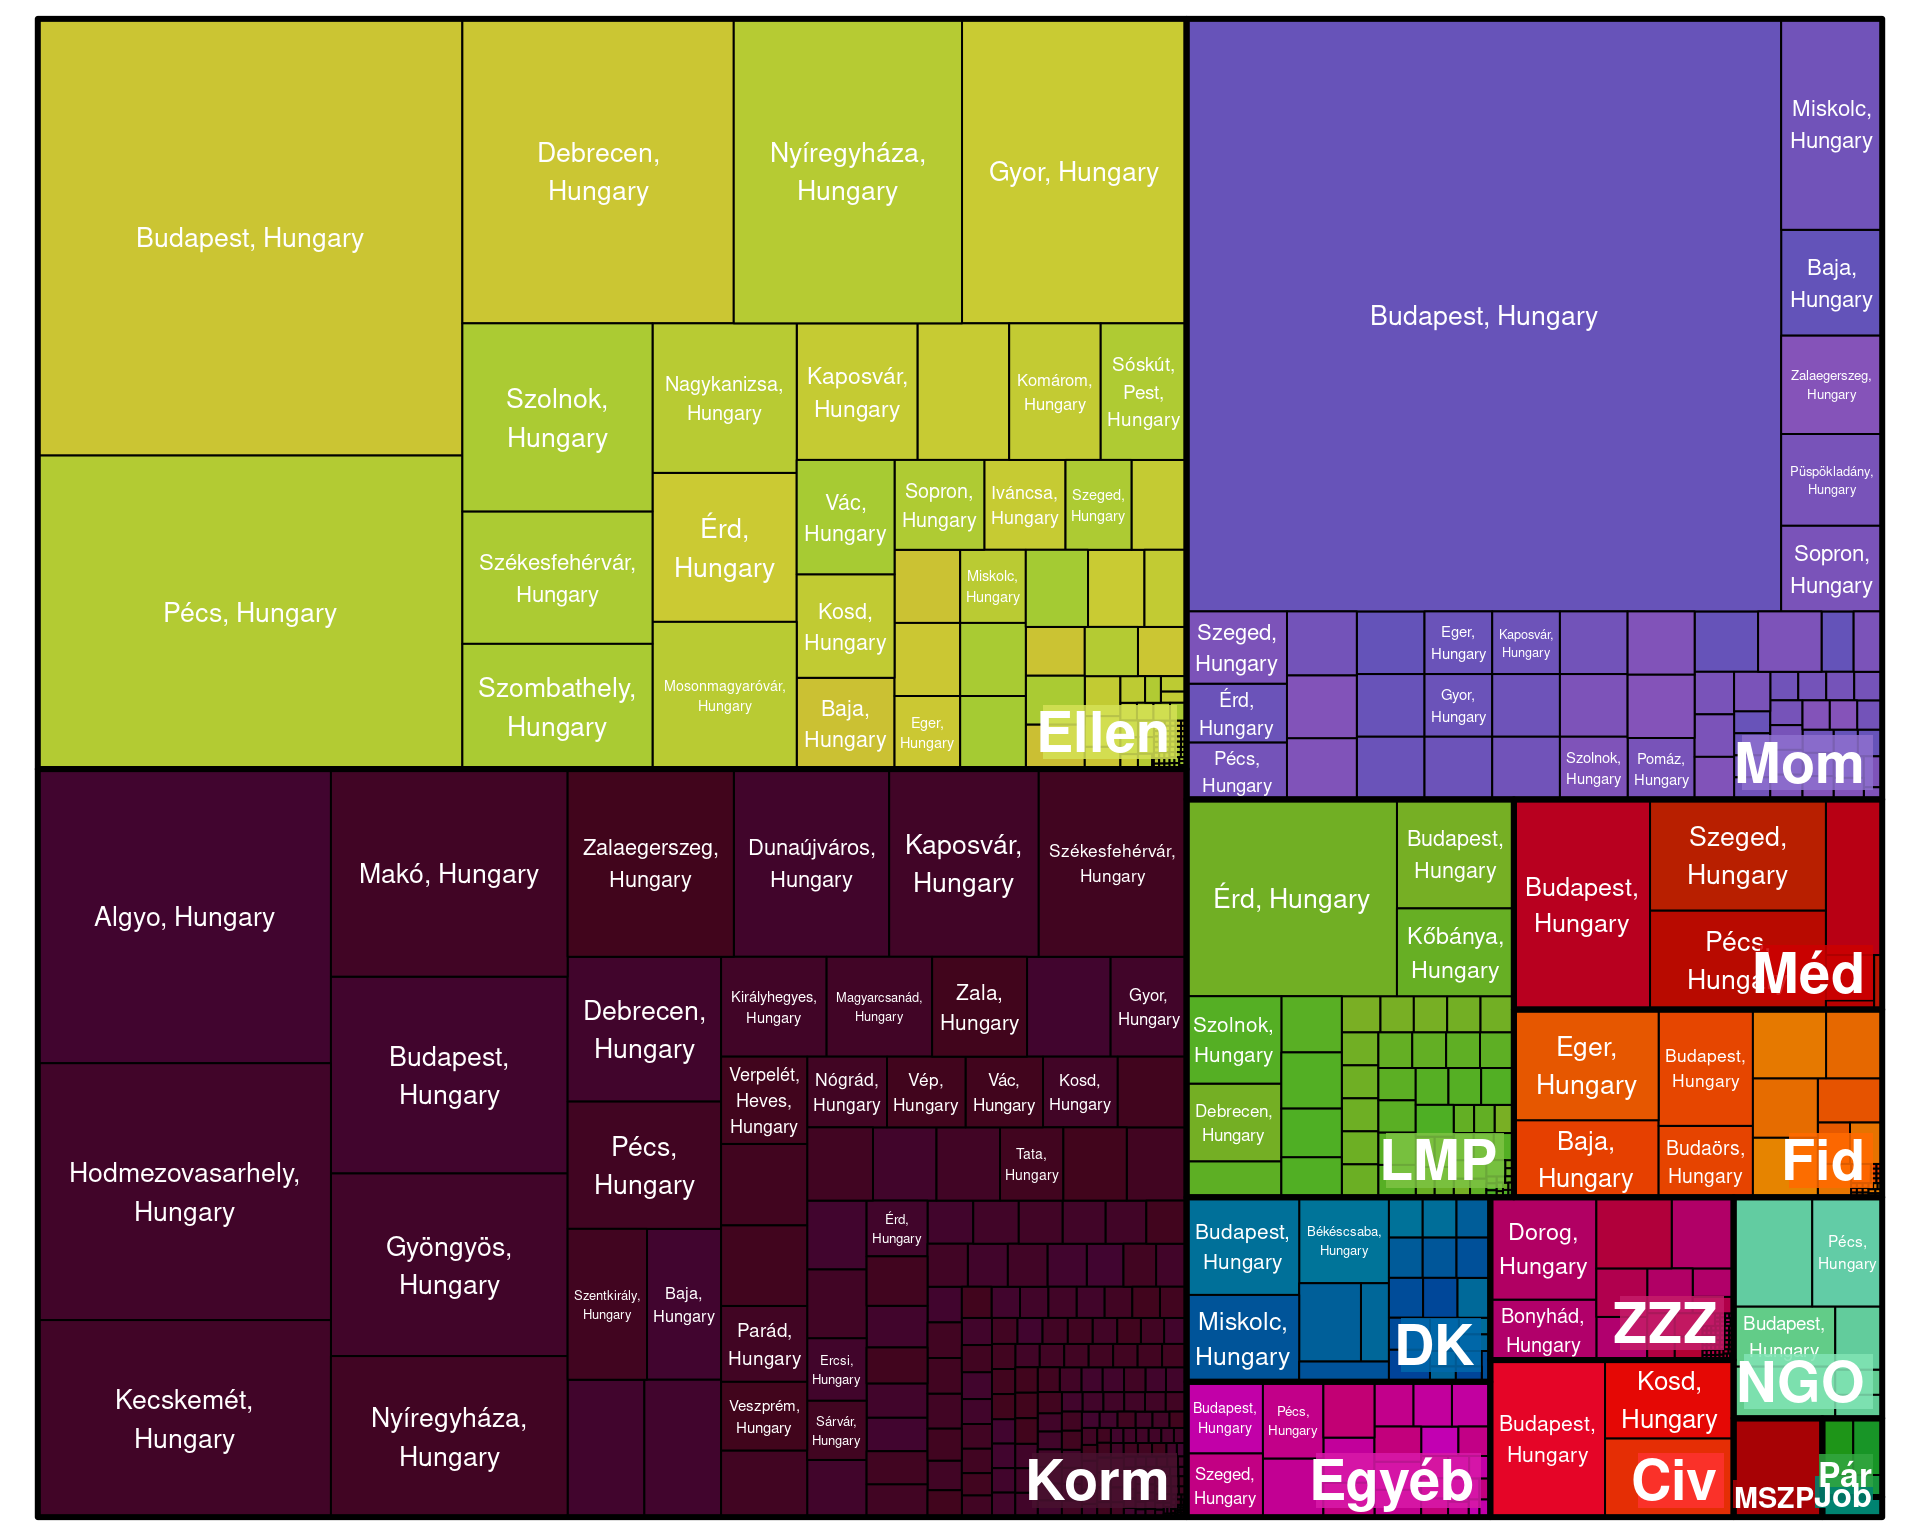 Budapest, Hungary
Pécs, Hungary
Debrecen,
Hungary
Nyíregyháza,
Hungary
Gyor, Hungary
Szolnok,
Hungary
Székesfehérvár,
Hungary
Szombathely,
Hungary
Nagykanizsa,
Hungary
Érd,
Hungary
Mosonmagyaróvár,
Hungary
Kaposvár,
Hungary
Komárom,
Hungary
Sóskút,
Pest,
Hungary
Vác,
Hungary
Sopron,
Hungary
Iváncsa,
Hungary
Szeged,
Hungary
Kosd,
Hungary
Miskolc,
Hungary
Baja,
Hungary
Eger,
Hungary
Ellen
Budapest, Hungary
Miskolc,
Hungary
Baja,
Hungary
Zalaegerszeg,
Hungary
Püspökladány,
Hungary
Sopron,
Hungary
Szeged,
Hungary
Érd,
Hungary
Pécs,
Hungary
Eger,
Hungary
Kaposvár,
Hungary
Gyor,
Hungary
Szolnok,
Hungary
Pomáz,
Hungary
Mom
Algyo, Hungary
Hodmezovasarhely,
Hungary
Kecskemét,
Hungary
Makó, Hungary
Budapest,
Hungary
Gyöngyös,
Hungary
Nyíregyháza,
Hungary
Zalaegerszeg,
Hungary
Dunaújváros,
Hungary
Kaposvár,
Hungary
Székesfehérvár,
Hungary
Debrecen,
Hungary
Pécs,
Hungary
Szentkirály,
Hungary
Baja,
Hungary
Királyhegyes,
Hungary
Magyarcsanád,
Hungary
Zala,
Hungary
Gyor,
Hungary
Verpelét,
Heves,
Hungary
Nógrád,
Hungary
Vép,
Hungary
Vác,
Hungary
Kosd,
Hungary
Tata,
Hungary
Érd,
Hungary
Parád,
Hungary
Ercsi,
Hungary
Veszprém,
Hungary
Sárvár,
Hungary
Korm
Érd, Hungary
Budapest,
Hungary
Kőbánya,
Hungary
Szolnok,
Hungary
Debrecen,
Hungary
LMP
Budapest,
Hungary
Szeged,
Hungary
Pécs,
Hungary
Méd
Eger,
Hungary
Budapest,
Hungary
Baja,
Hungary
Budaörs,
Hungary
Fid
Budapest,
Hungary
Békéscsaba,
Hungary
Miskolc,
Hungary
DK
Dorog,
Hungary
Bonyhád,
Hungary
ZZZ
Pécs,
Hungary
Budapest,
Hungary
NGO
Budapest,
Hungary
Pécs,
Hungary
Szeged,
Hungary
Egyéb
Budapest,
Hungary
Kosd,
Hungary
Civ
MSZP
Pár
Job